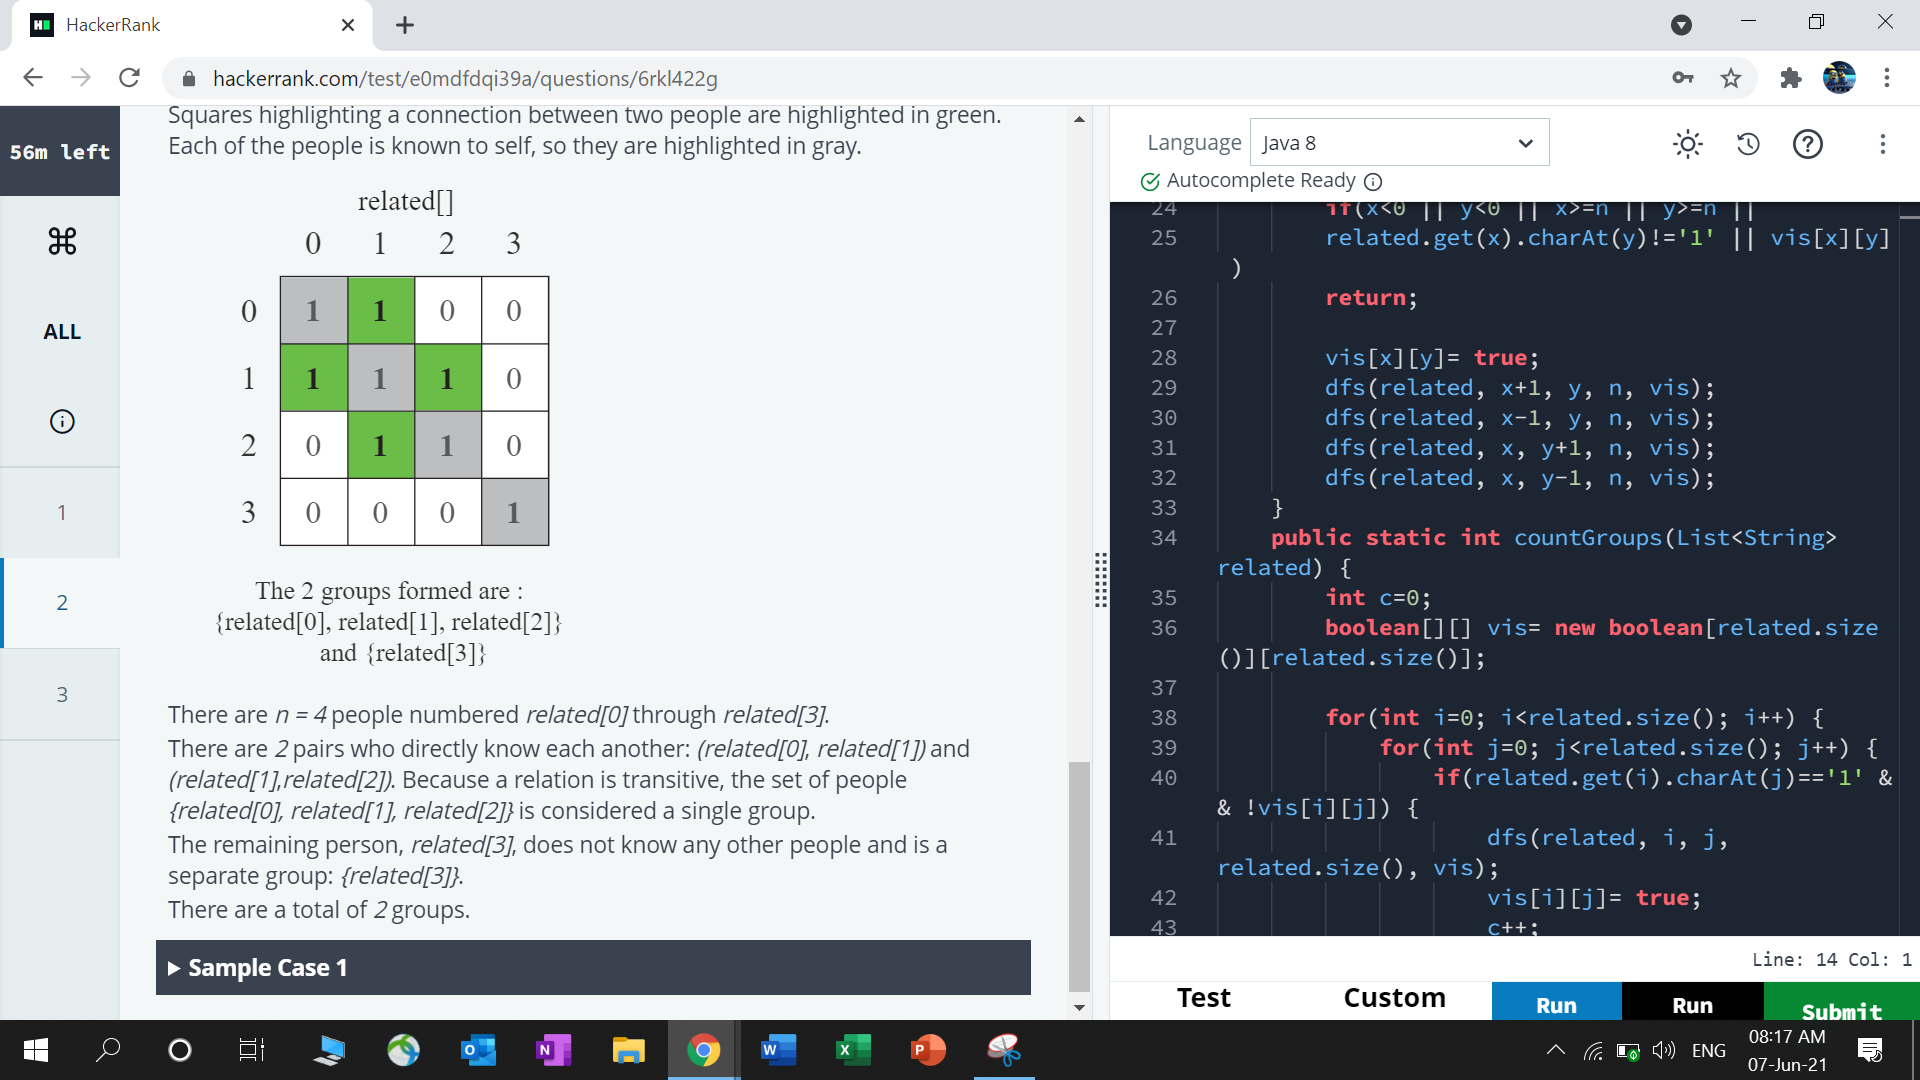 HackerRank
hackerrank.com/test/e0mdfdqi39a/questions/6rkl422g
56m left
ALL
1
2
3
Squares highlighting a connection between two people are highlighted in green.
Each of the people is known to self, so they are highlighted in gray.
related[]
0 1 2 3
0 1 1 0 0
1 1 1 1 0
2 0 1 1 0
3 0 0 0 1
The 2 groups formed are :
{related[0], related[1], related[2]}
and {related[3]}
There are n = 4 people numbered related[0] through related[3].
There are 2 pairs who directly know each another: (related[0], related[1]) and
(related[1],related[2]). Because a relation is transitive, the set of people
{related[0], related[1], related[2]} is considered a single group.
The remaining person, related[3], does not know any other people and is a
separate group: {related[3]}.
There are a total of 2 groups.
Sample Case 1
Language Java 8
Autocomplete Ready
24 if(x<0 || y<0 || x>=n || y>=n ||
25 related.get(x).charAt(y)!='1' || vis[x][y]
)
26 return;
27
28 vis[x][y]= true;
29 dfs(related, x+1, y, n, vis);
30 dfs(related, x-1, y, n, vis);
31 dfs(related, x, y+1, n, vis);
32 dfs(related, x, y-1, n, vis);
33 }
34 public static int countGroups(List<String>
related) {
35 int c=0;
36 boolean[][] vis= new boolean[related.size
()][related.size()];
37
38 for(int i=0; i<related.size(); i++) {
39 for(int j=0; j<related.size(); j++) {
40 if(related.get(i).charAt(j)=='1' &
& !vis[i][j]) {
41 dfs(related, i, j,
related.size(), vis);
42 vis[i][j]= true;
43 c++;
Line: 14 Col: 1
Test Custom Run Run Submit
ENG
08:17 AM
07-Jun-21